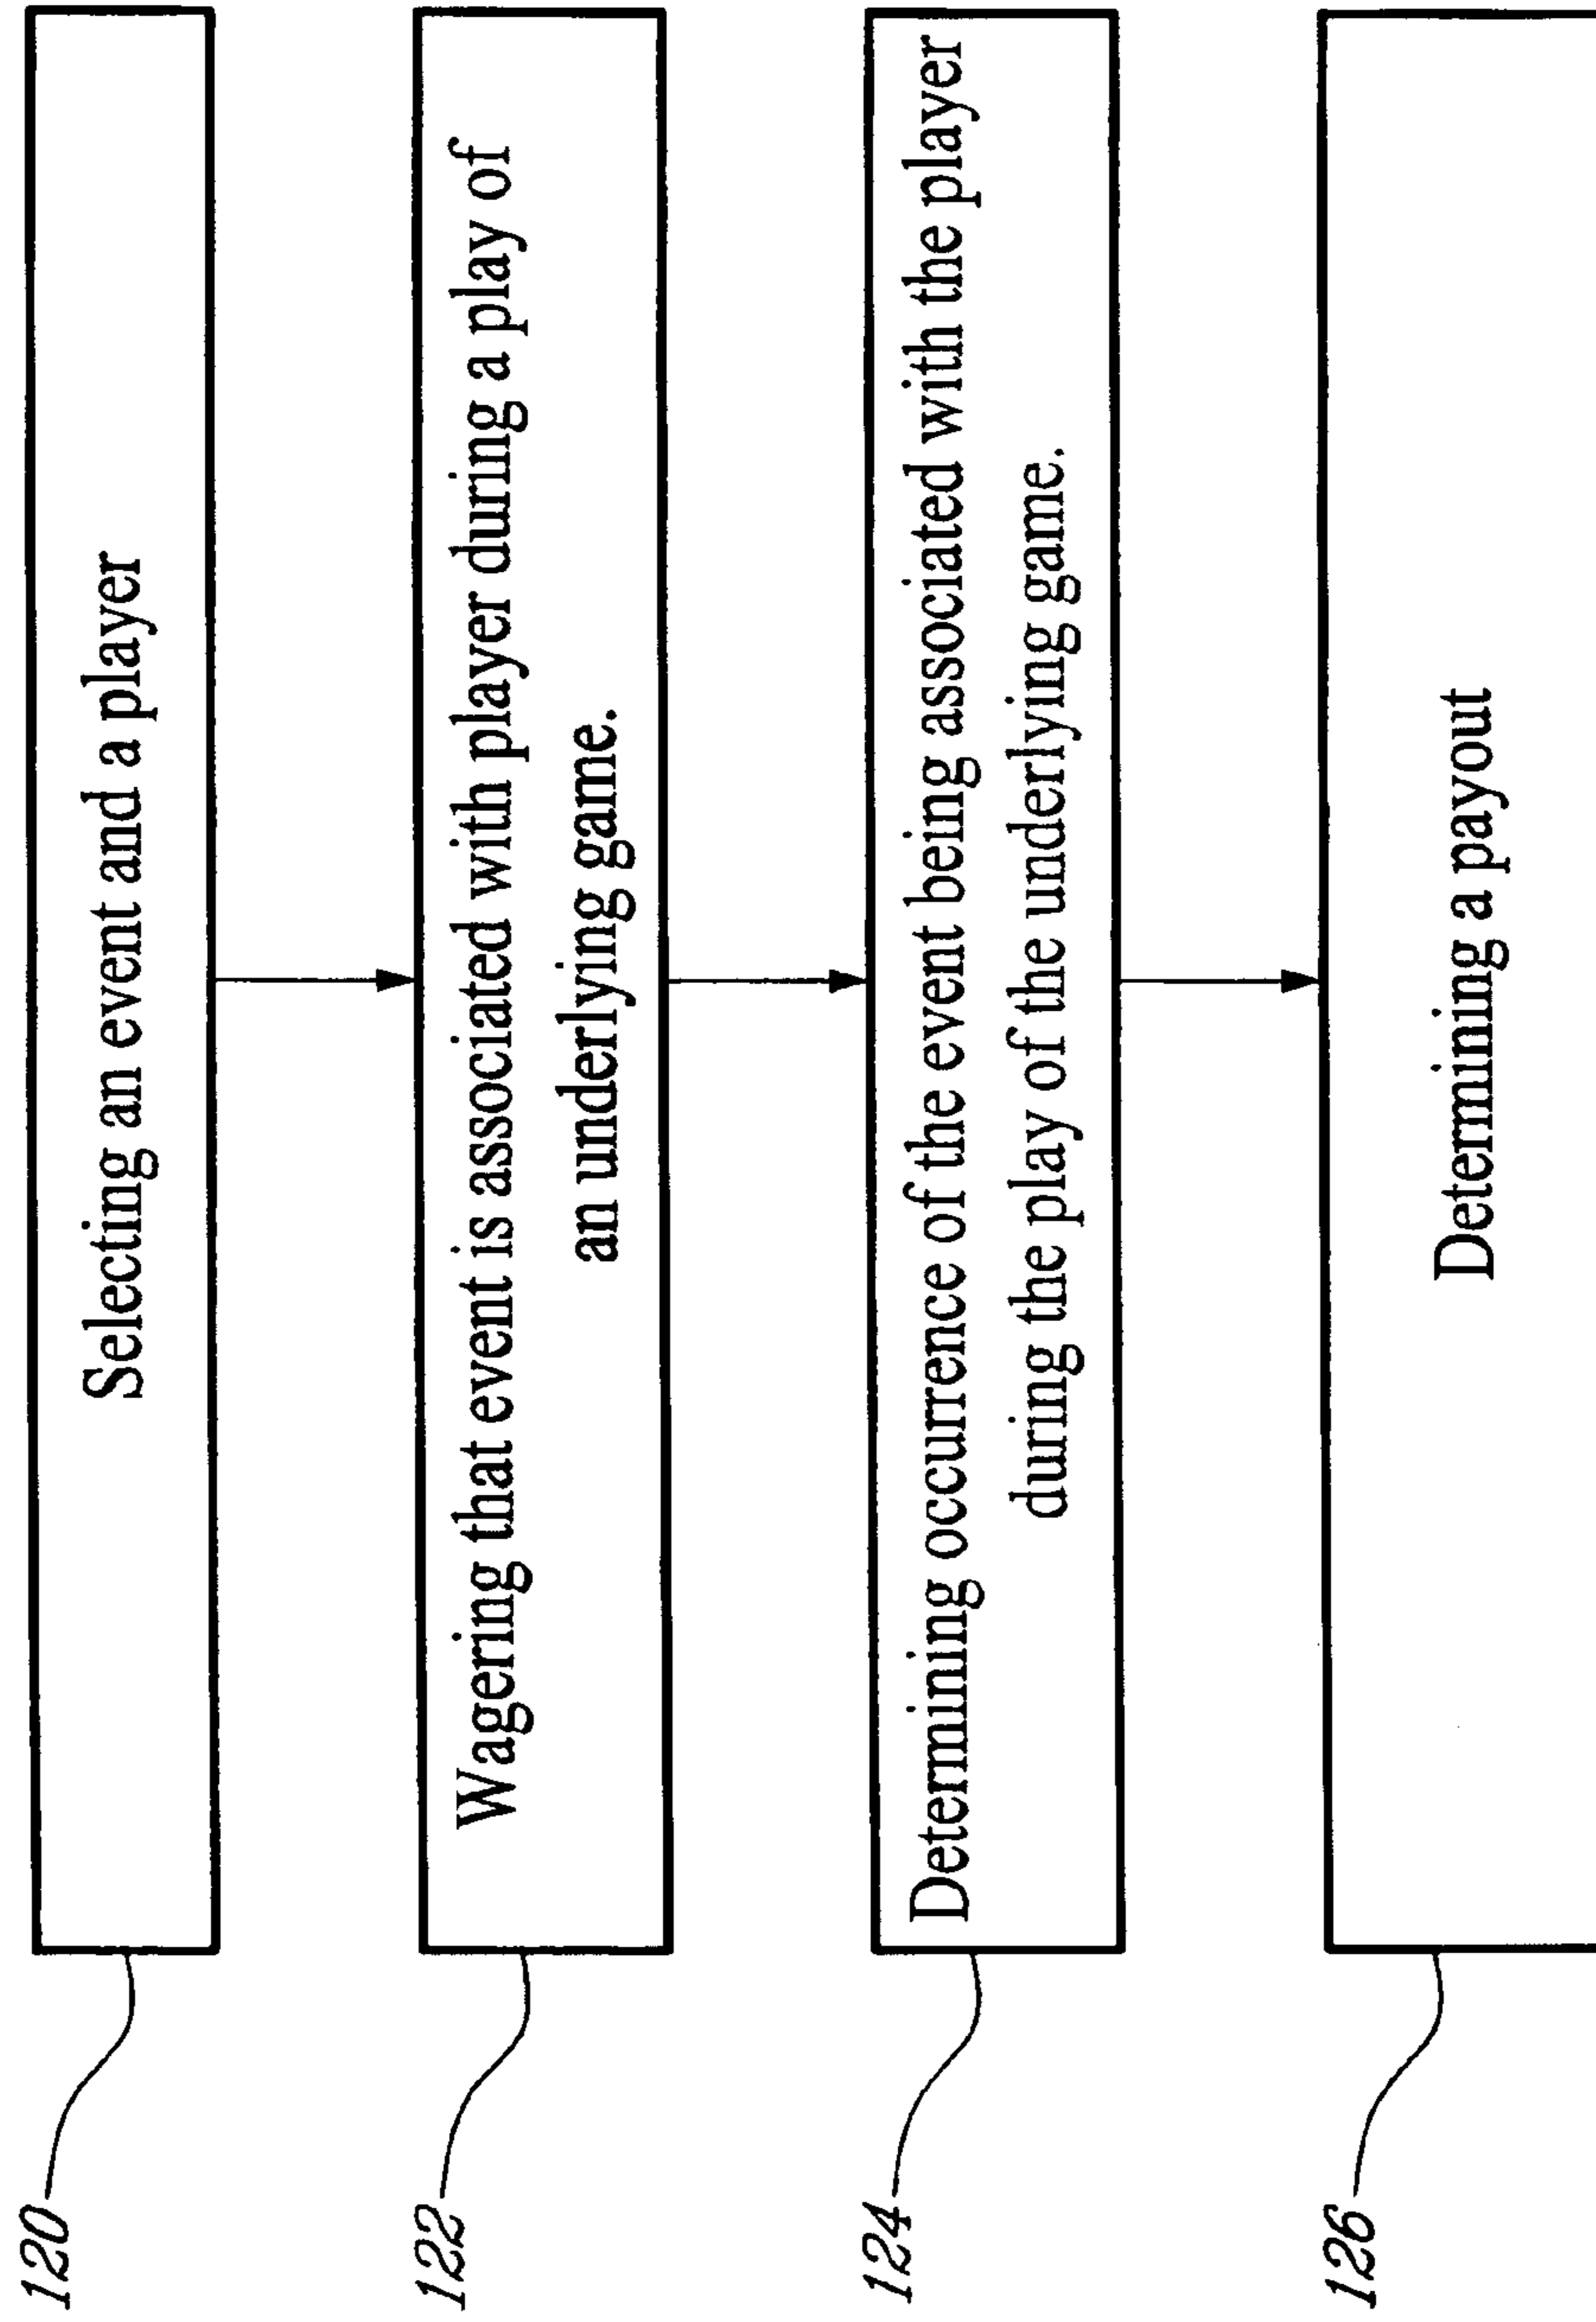 120
Selecting an event and a player
122
Wagering that event is associated with player during a play of
an underlying game.
124
Determining occurrence of the event being associated with the player
during the play of the underlying game.
126
Determining a payout